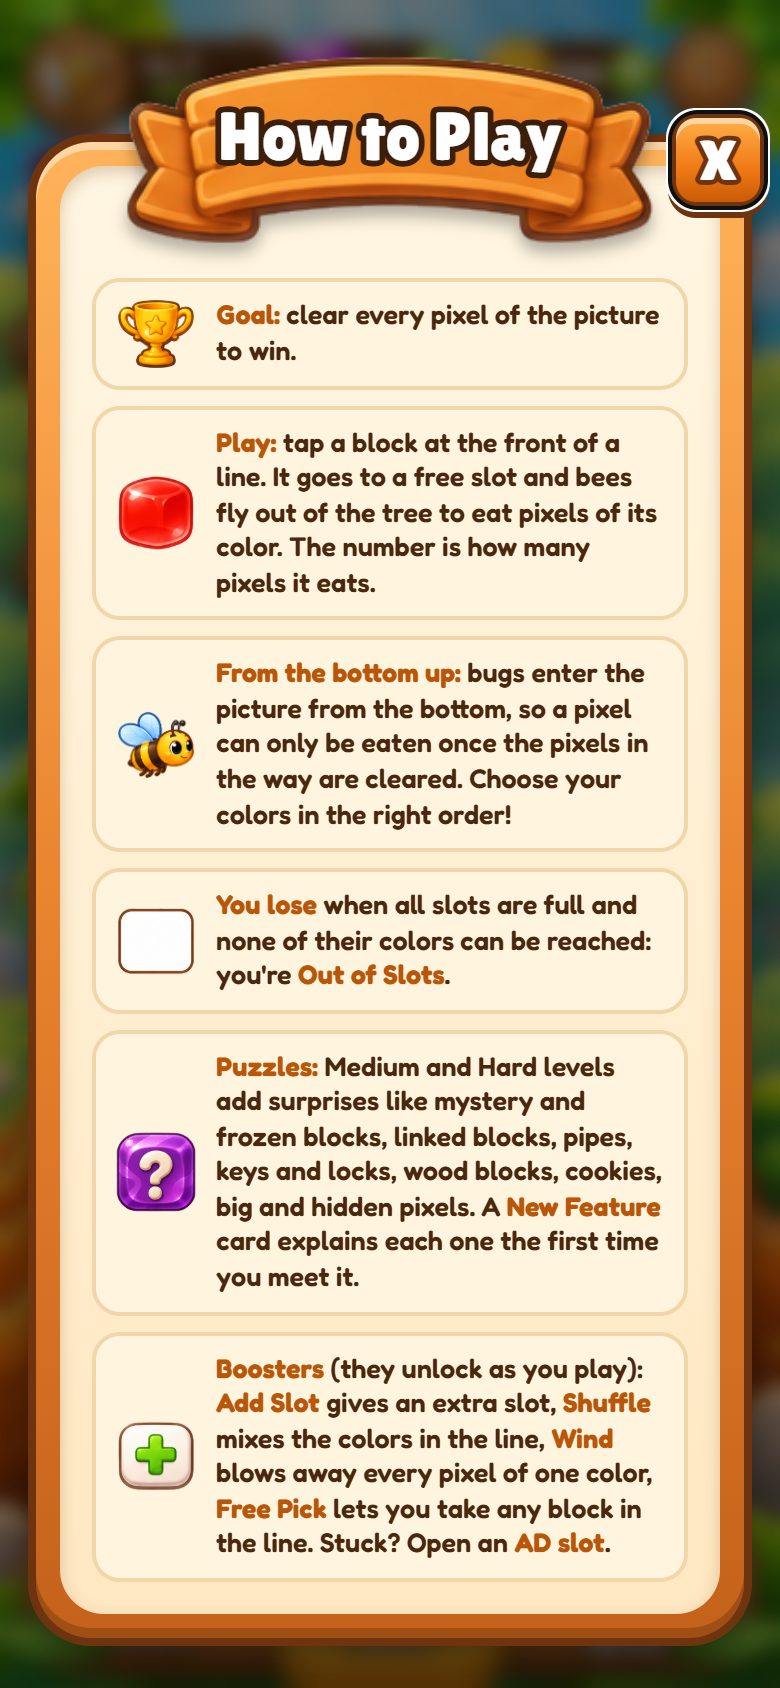 How to Play
X
Goal: clear every pixel of the picture
to win.
Play: tap a block at the front of a
line. It goes to a free slot and bees
fly out of the tree to eat pixels of its
color. The number is how many
pixels it eats.
From the bottom up: bugs enter the
picture from the bottom, so a pixel
can only be eaten once the pixels in
the way are cleared. Choose your
colors in the right order!
You lose when all slots are full and
none of their colors can be reached:
you're Out of Slots.
Puzzles: Medium and Hard levels
add surprises like mystery and
frozen blocks, linked blocks, pipes,
keys and locks, wood blocks, cookies,
big and hidden pixels. A New Feature
card explains each one the first time
you meet it.
?
Boosters (they unlock as you play):
Add Slot gives an extra slot, Shuffle
mixes the colors in the line, Wind
blows away every pixel of one color,
Free Pick lets you take any block in
the line. Stuck? Open an AD slot.